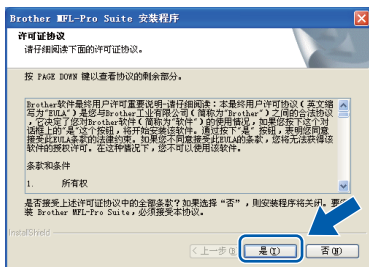 Brother MFL-Pro Suite 安装程序
许可证协议
请仔细阅读下面的许可证协议。
按 PAGE DOWN 键以查看协议的剩余部分。
Brother软件最终用户许可重要说明-请仔细阅读：本最终用户许可协议（英文缩
写为"EULA"）是您与Brother工业有限公司（简称为"Brother"）之间的合法协议
，它决定了您对Brother软件（简称为"软件"）的使用情况，如果您按下这个对
话框上的"是"这个按钮，将开始安装该软件。通过按下"是" 按钮，表明您同意
接受此EULA条款的法律约束。如果您不同意接受此EULA的条款，您将无法获得该
软件的授权许可。在这种情况下，您不可以使用该软件。
条款和条件
1. 所有权
是否接受上述许可证协议中的全部条款？如果选择“否”，则安装程序将关闭。要安
装 Brother MFL-Pro Suite，必须接受本协议。
InstallShield
<上一步(B) 是(Y) 否(N)